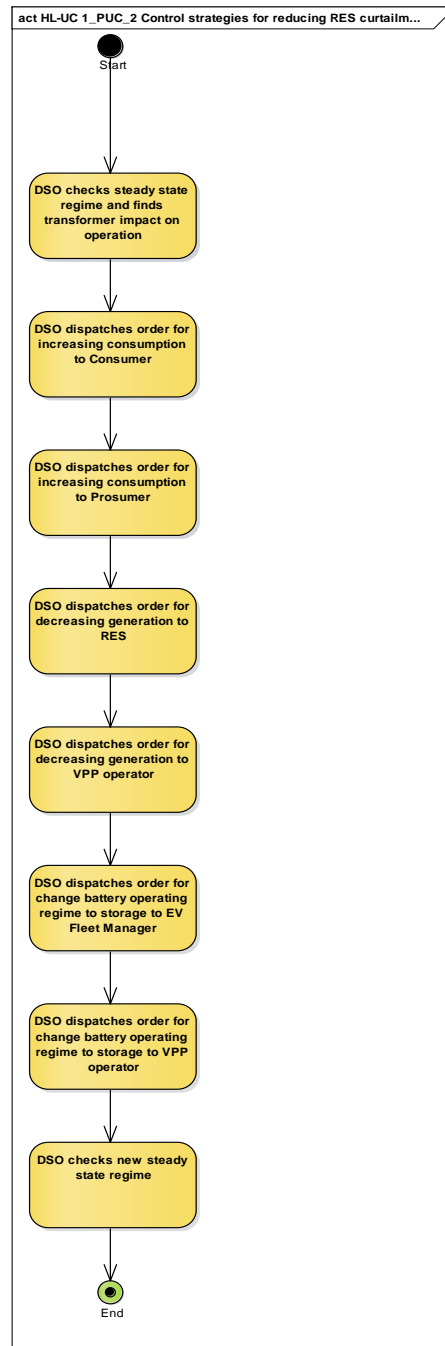 act HL-UC 1_PUC_2 Control strategies for reducing RES curtailm...
Start
DSO checks steady state
regime and finds
transformer impact on
operation
DSO dispatches order for
increasing consumption
to Consumer
DSO dispatches order for
increasing consumption
to Prosumer
DSO dispatches order for
decreasing generation to
RES
DSO dispatches order for
decreasing generation to
VPP operator
DSO dispatches order for
change battery operating
regime to storage to EV
Fleet Manager
DSO dispatches order for
change battery operating
regime to storage to VPP
operator
DSO checks new steady
state regime
End